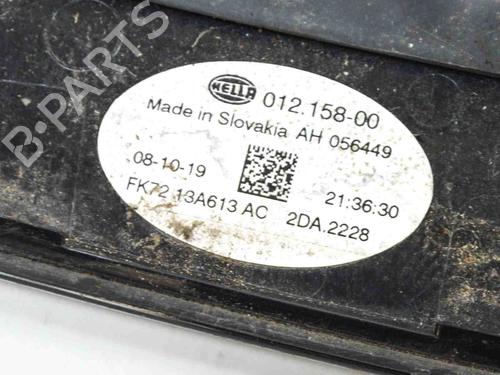 B-PARTS
HELLA 012.158-00
Made in Slovakia AH 056449
08-10-19 21:36:30
FK72 13A613 AC 2DA.2228